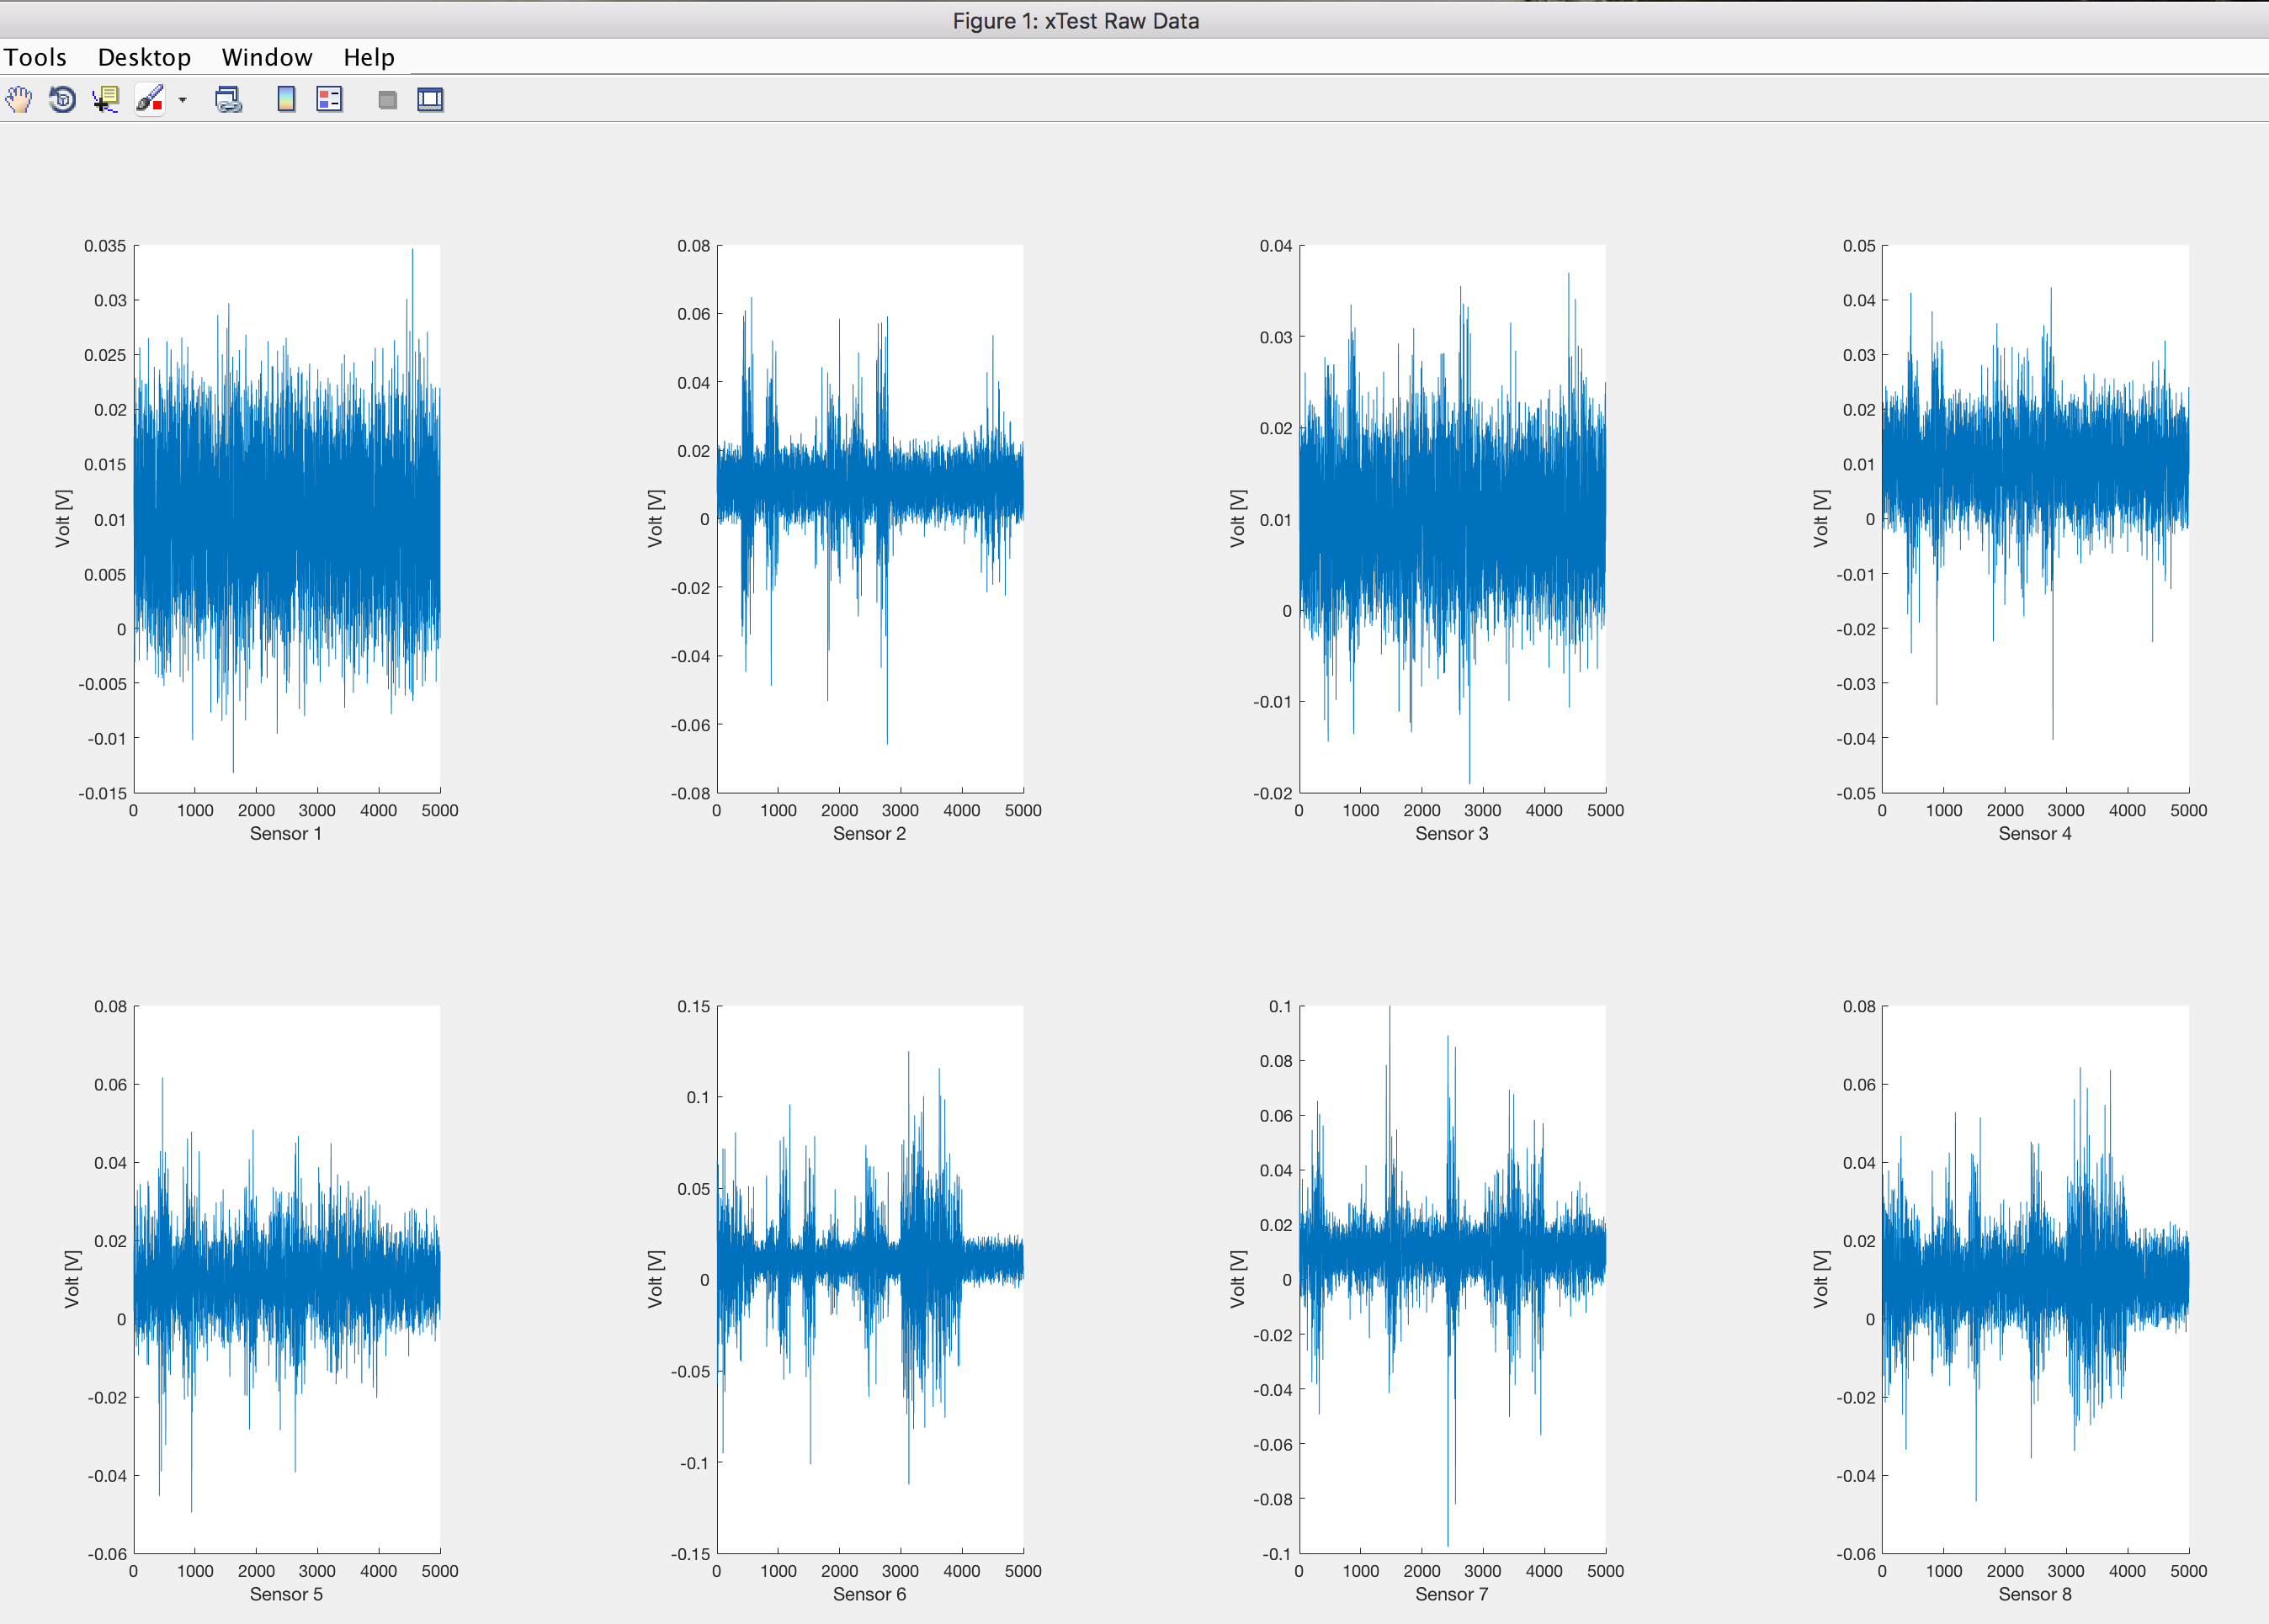 Figure 1: xTest Raw Data
Tools Desktop Window Help
0.035
0.03
0.025
0.02
0.015
0.01
0.005
0
-0.005
-0.01
-0.015
Volt [V]
0 1000 2000 3000 4000 5000
Sensor 1
0.08
0.06
0.04
0.02
0
-0.02
-0.04
-0.06
-0.08
Volt [V]
0 1000 2000 3000 4000 5000
Sensor 2
0.04
0.03
0.02
0.01
0
-0.01
-0.02
Volt [V]
0 1000 2000 3000 4000 5000
Sensor 3
0.05
0.04
0.03
0.02
0.01
0
-0.01
-0.02
-0.03
-0.04
-0.05
Volt [V]
0 1000 2000 3000 4000 5000
Sensor 4
0.08
0.06
0.04
0.02
0
-0.02
-0.04
-0.06
Volt [V]
0 1000 2000 3000 4000 5000
Sensor 5
0.15
0.1
0.05
0
-0.05
-0.1
-0.15
Volt [V]
0 1000 2000 3000 4000 5000
Sensor 6
0.1
0.08
0.06
0.04
0.02
0
-0.02
-0.04
-0.06
-0.08
-0.1
Volt [V]
0 1000 2000 3000 4000 5000
Sensor 7
0.08
0.06
0.04
0.02
0
-0.02
-0.04
-0.06
Volt [V]
0 1000 2000 3000 4000 5000
Sensor 8